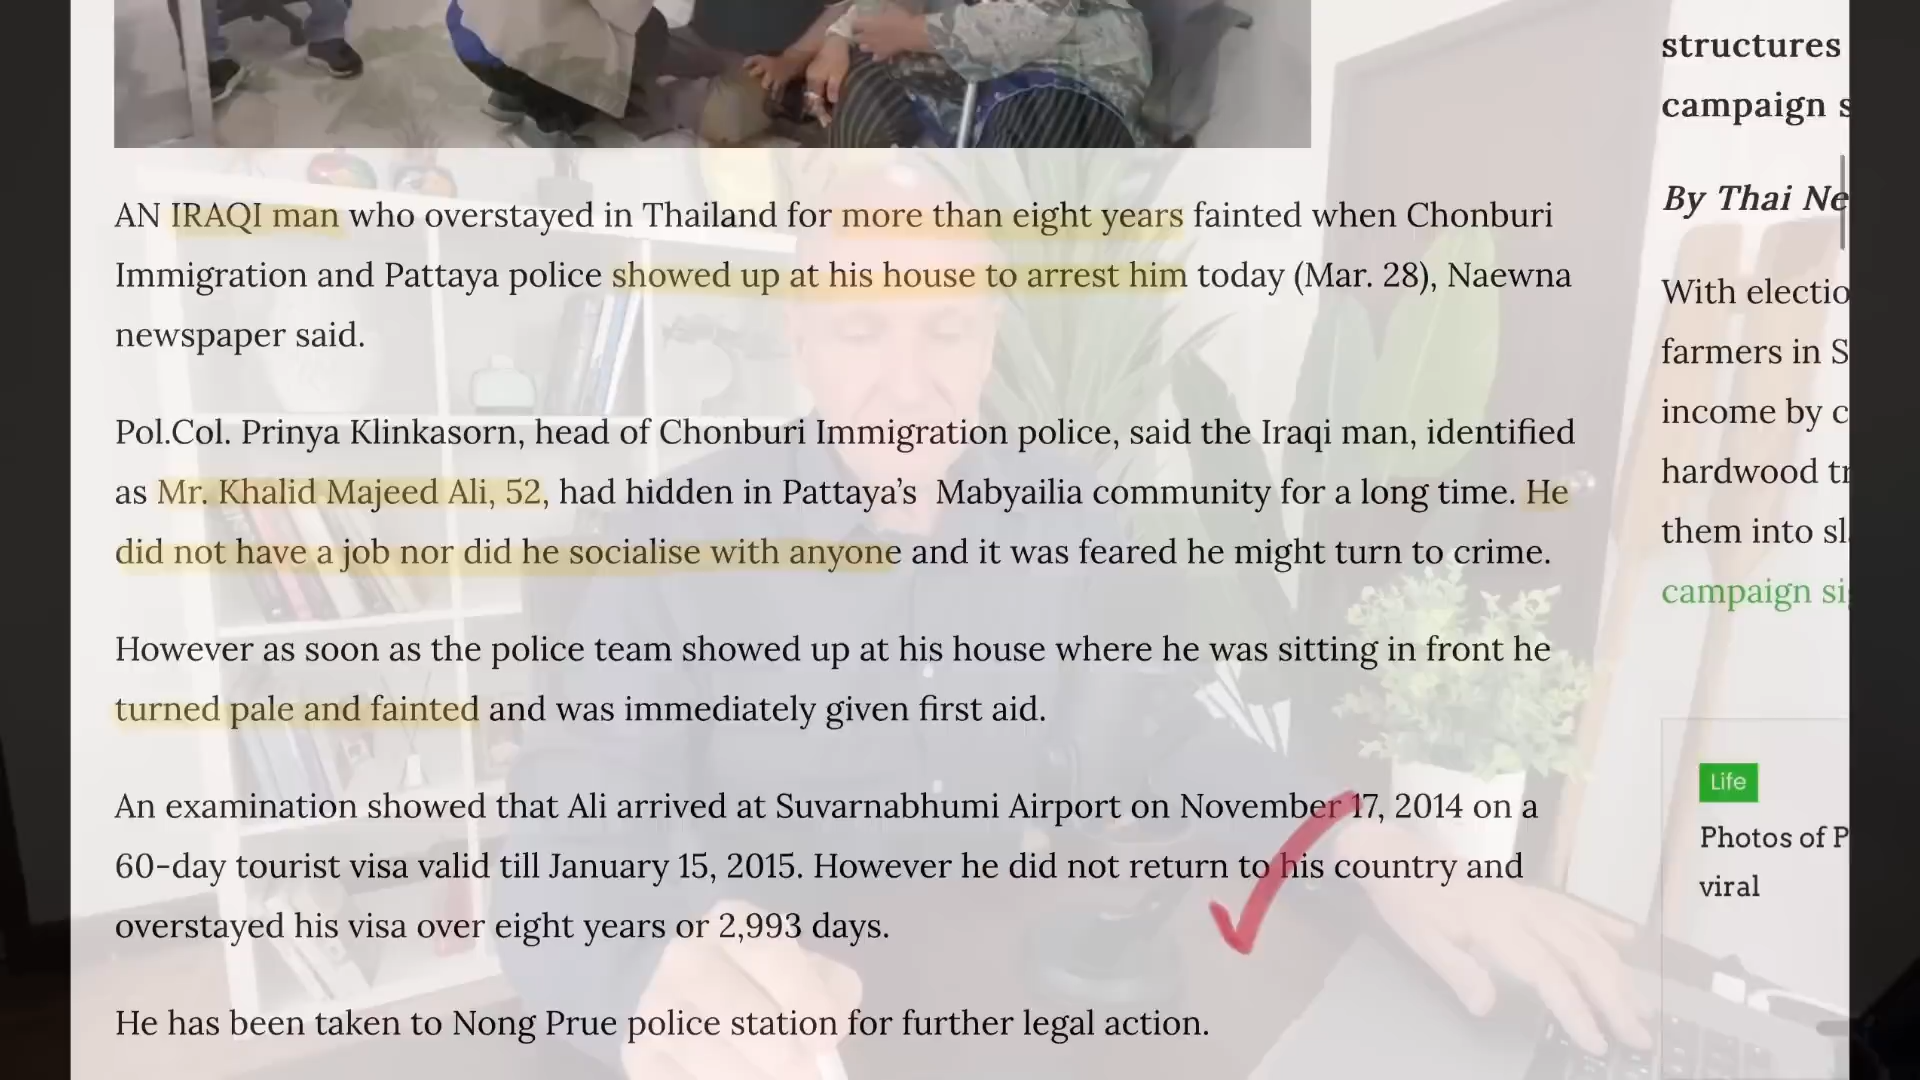 AN IRAQI man who overstayed in Thailand for more than eight years fainted when Chonburi
Immigration and Pattaya police showed up at his house to arrest him today (Mar. 28), Naewna
newspaper said.
Pol.Col. Prinya Klinkasorn, head of Chonburi Immigration police, said the Iraqi man, identified
as Mr. Khalid Majeed Ali, 52, had hidden in Pattaya’s Mabyailia community for a long time. He
did not have a job nor did he socialise with anyone and it was feared he might turn to crime.
However as soon as the police team showed up at his house where he was sitting in front he
turned pale and fainted and was immediately given first aid.
An examination showed that Ali arrived at Suvarnabhumi Airport on November 17, 2014 on a
60-day tourist visa valid till January 15, 2015. However he did not return to his country and
overstayed his visa over eight years or 2,993 days.
He has been taken to Nong Prue police station for further legal action.
structures
campaign s
By Thai Ne
With electio
farmers in S
income by c
hardwood tr
them into sl
campaign si
Life
Photos of P
viral